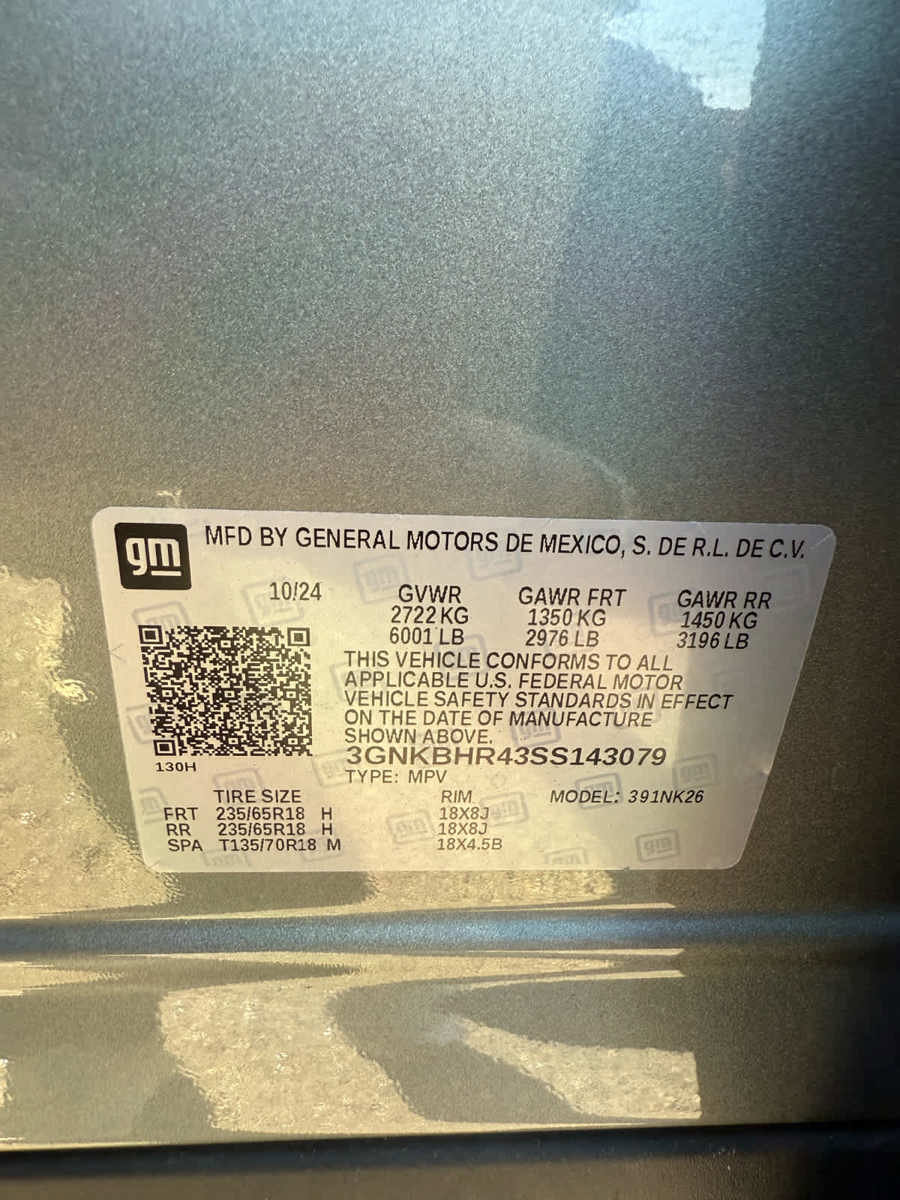 gm MFD BY GENERAL MOTORS DE MEXICO, S. DE R.L. DE C.V.
10/24 GVWR GAWR FRT GAWR RR
2722 KG 1350 KG 1450 KG
6001 LB 2976 LB 3196 LB
THIS VEHICLE CONFORMS TO ALL
APPLICABLE U.S. FEDERAL MOTOR
VEHICLE SAFETY STANDARDS IN EFFECT
ON THE DATE OF MANUFACTURE
SHOWN ABOVE.
3GNKBHR43SS143079
130H TYPE: MPV
TIRE SIZE RIM MODEL: 391NK26
FRT 235/65R18 H 18X8J
RR 235/65R18 H 18X8J
SPA T135/70R18 M 18X4.5B